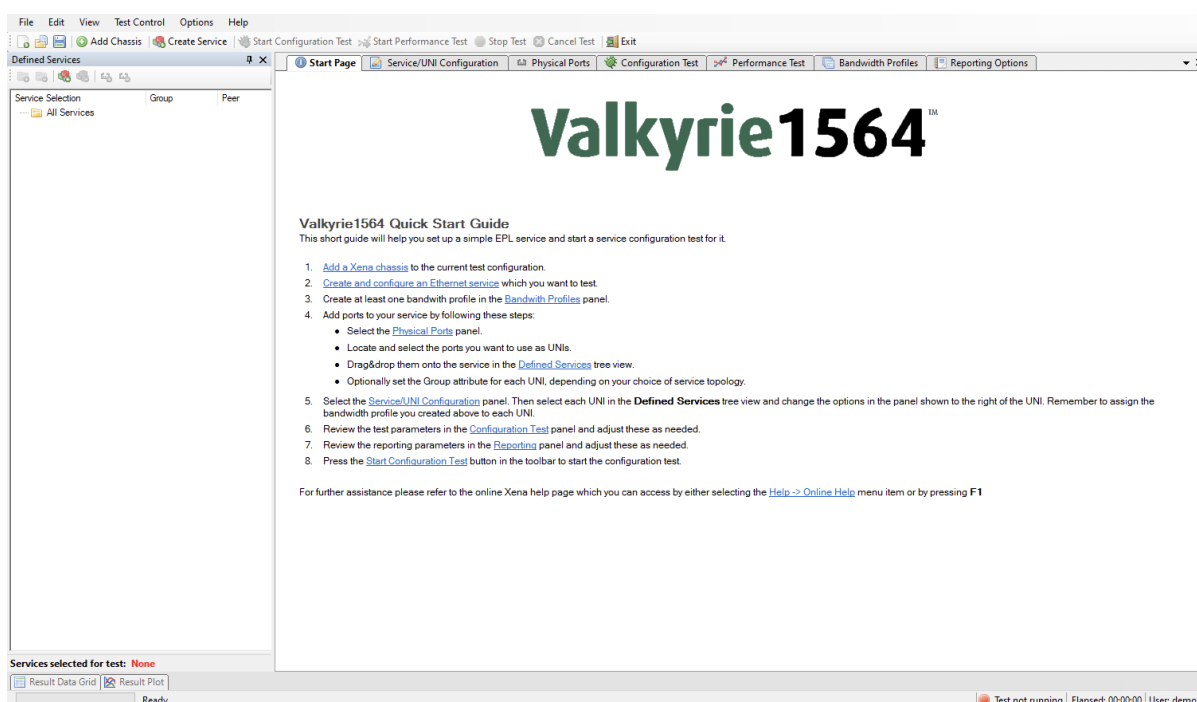 File Edit View Test Control Options Help
Add Chassis Create Service Start Configuration Test Start Performance Test Stop Test Cancel Test Exit
Defined Services
Start Page Service/UNI Configuration Physical Ports Configuration Test Performance Test Bandwidth Profiles Reporting Options
Service Selection Group Peer
All Services
Valkyrie1564™
Valkyrie1564 Quick Start Guide
This short guide will help you set up a simple EPL service and start a service configuration test for it.
1. Add a Xena chassis to the current test configuration.
2. Create and configure an Ethernet service which you want to test.
3. Create at least one bandwith profile in the Bandwith Profiles panel.
4. Add ports to your service by following these steps:
• Select the Physical Ports panel.
• Locate and select the ports you want to use as UNIs.
• Drag&drop them onto the service in the Defined Services tree view.
• Optionally set the Group attribute for each UNI, depending on your choice of service topology.
5. Select the Service/UNI Configuration panel. Then select each UNI in the Defined Services tree view and change the options in the panel shown to the right of the UNI. Remember to assign the
bandwidth profile you created above to each UNI.
6. Review the test parameters in the Configuration Test panel and adjust these as needed.
7. Review the reporting parameters in the Reporting panel and adjust these as needed.
8. Press the Start Configuration Test button in the toolbar to start the configuration test.
For further assistance please refer to the online Xena help page which you can access by either selecting the Help -> Online Help menu item or by pressing F1
Services selected for test: None
Result Data Grid Result Plot
Ready Test not running Elapsed: 00:00:00 User: demo